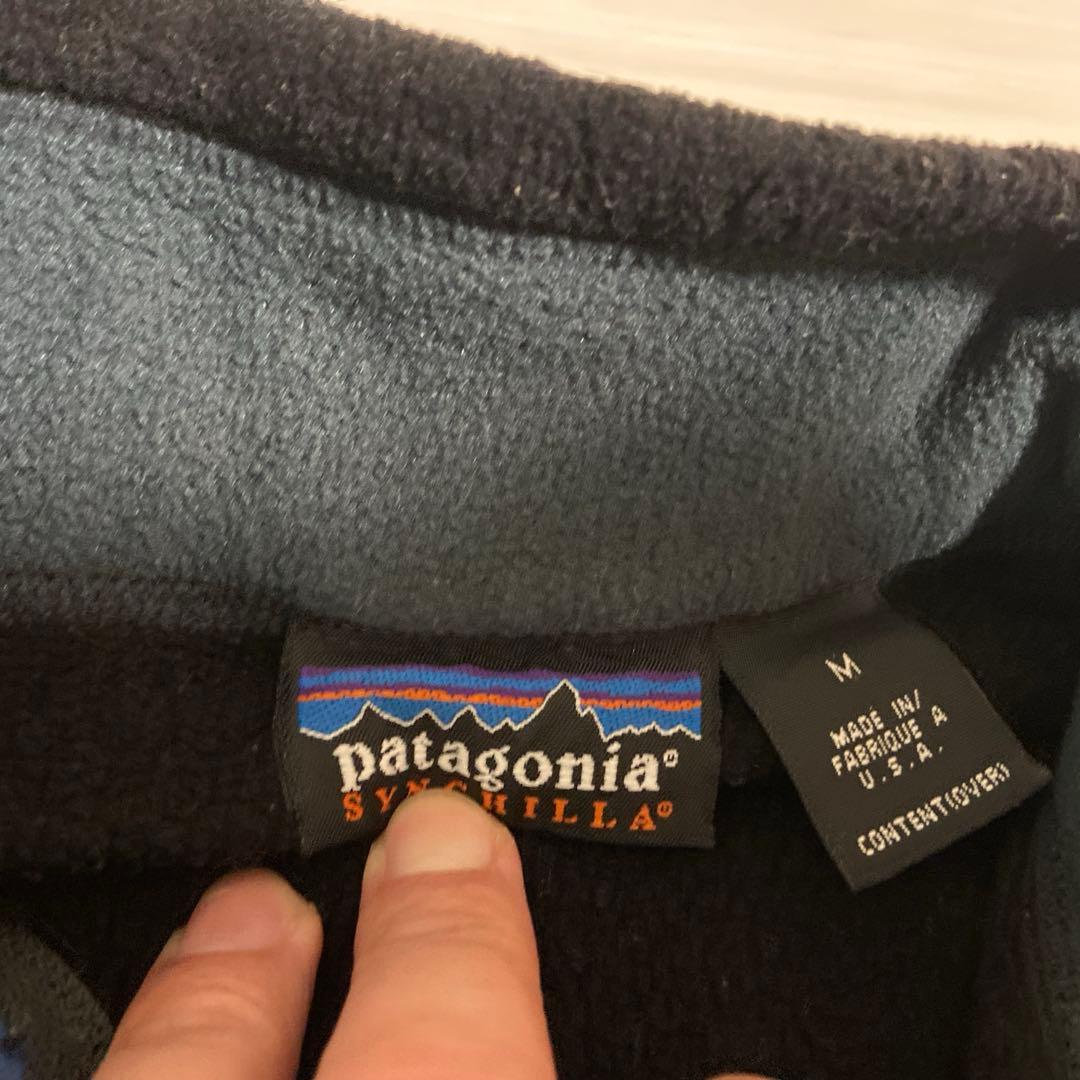 patagonia®
SYNCHILLA®
M
MADE IN/
FABRIQUE A
U.S.A.
CONTENT(OVER)